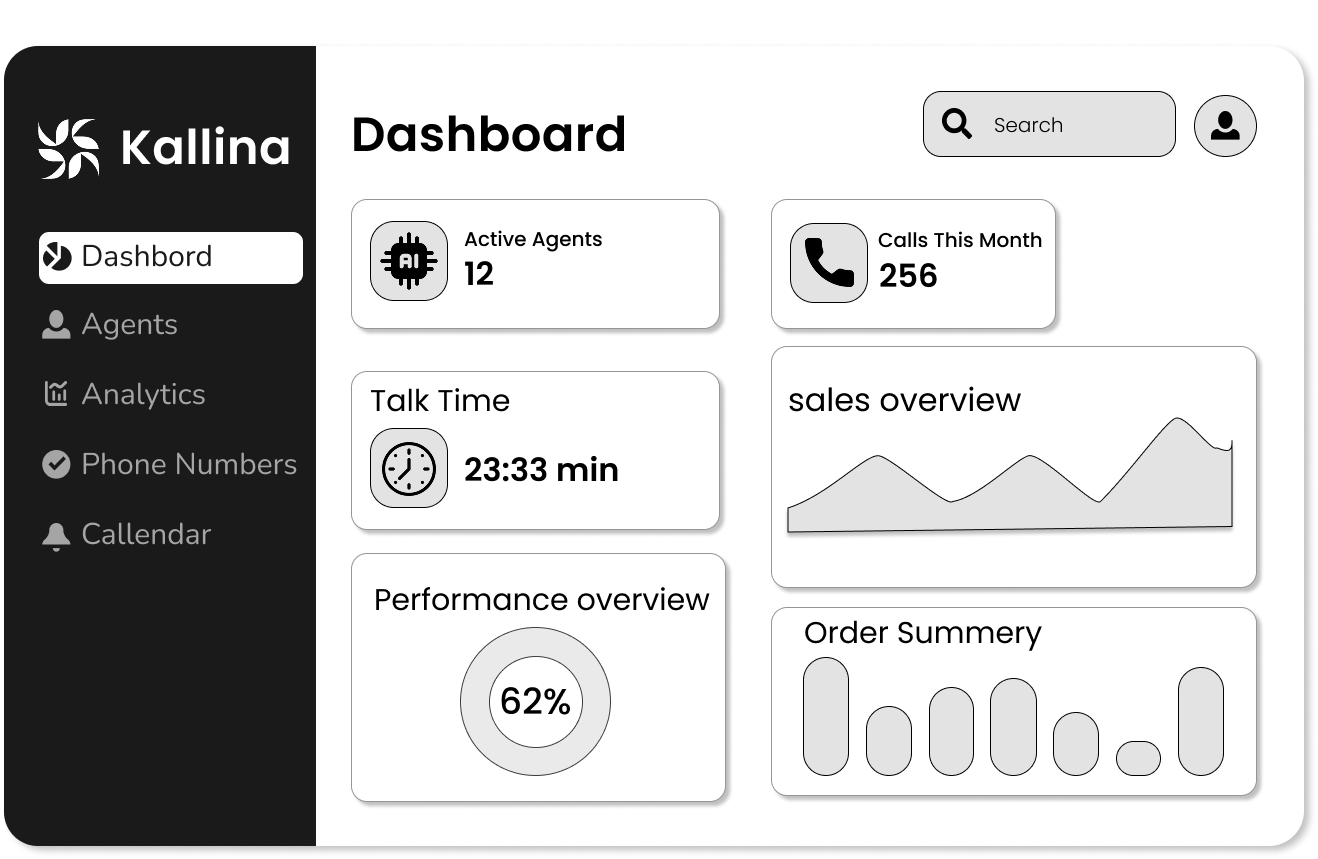 Kallina
Dashbord
Agents
Analytics
Phone Numbers
Callendar
Dashboard
Search
Active Agents
12
Calls This Month
256
Talk Time
23:33 min
sales overview
Performance overview
62%
Order Summery
AI